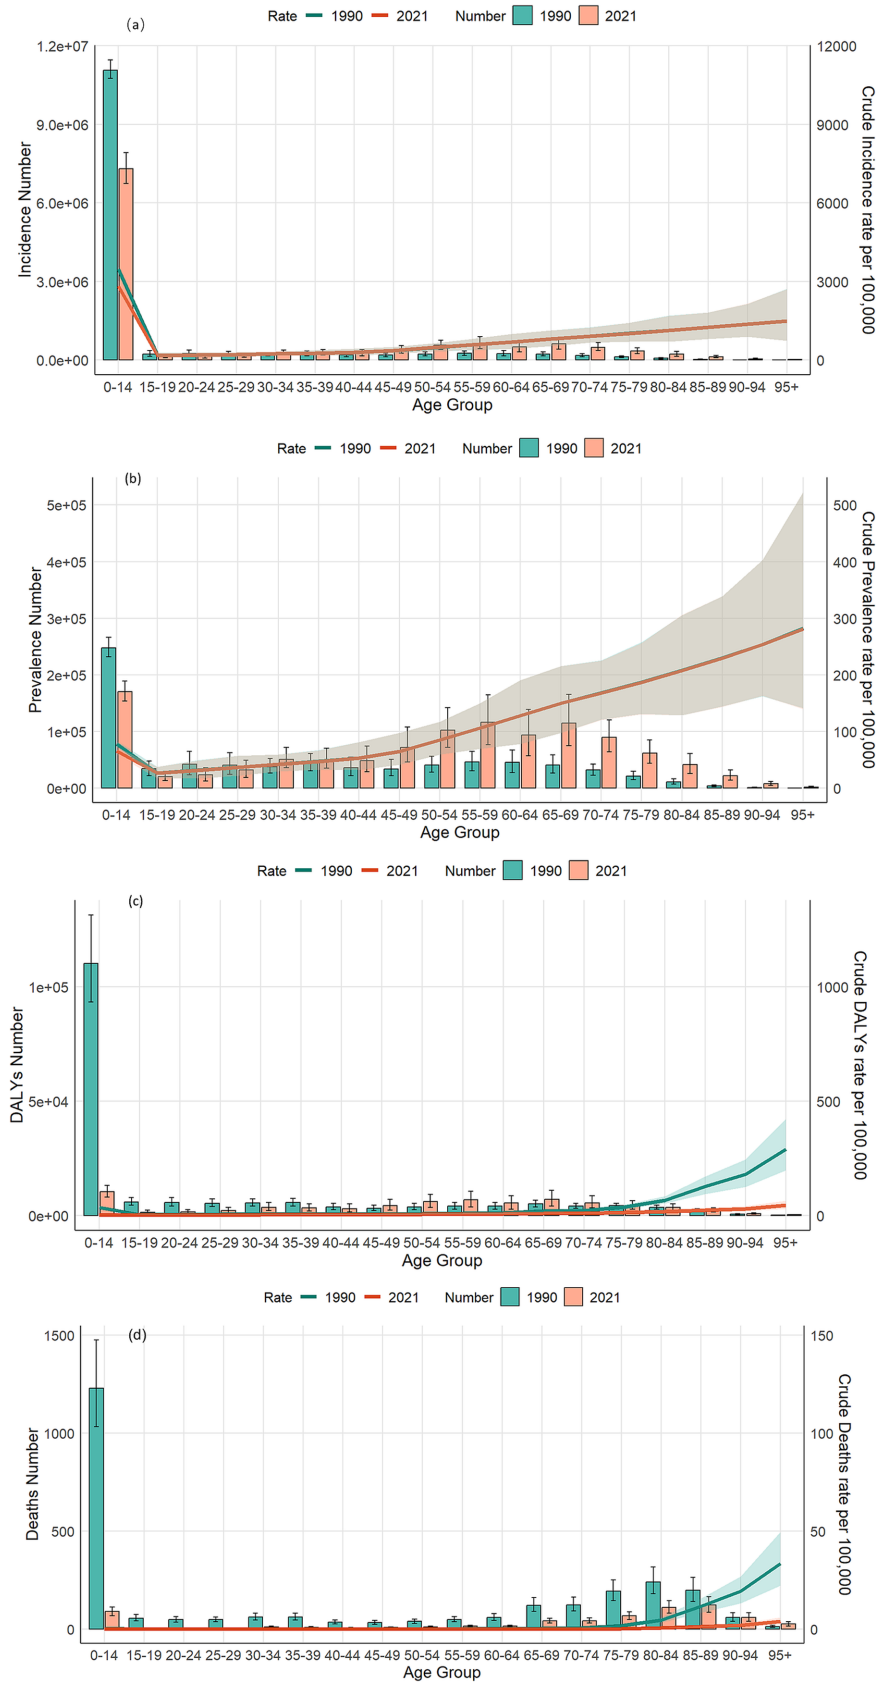 Rate 1990 2021 Number 1990 2021
(a)
1.2e+07
9.0e+06
6.0e+06
3.0e+06
0.0e+00
Incidence Number
12000
9000
6000
3000
0
Crude Incidence rate per 100,000
0-14 15-19 20-24 25-29 30-34 35-39 40-44 45-49 50-54 55-59 60-64 65-69 70-74 75-79 80-84 85-89 90-94 95+
Age Group
Rate 1990 2021 Number 1990 2021
(b)
5e+05
4e+05
3e+05
2e+05
1e+05
0e+00
Prevalence Number
500
400
300
200
100
0
Crude Prevalence rate per 100,000
0-14 15-19 20-24 25-29 30-34 35-39 40-44 45-49 50-54 55-59 60-64 65-69 70-74 75-79 80-84 85-89 90-94 95+
Age Group
Rate 1990 2021 Number 1990 2021
(c)
1e+05
5e+04
0e+00
DALYs Number
1000
500
0
Crude DALYs rate per 100,000
0-14 15-19 20-24 25-29 30-34 35-39 40-44 45-49 50-54 55-59 60-64 65-69 70-74 75-79 80-84 85-89 90-94 95+
Age Group
Rate 1990 2021 Number 1990 2021
(d)
1500
1000
500
0
Deaths Number
150
100
50
0
Crude Deaths rate per 100,000
0-14 15-19 20-24 25-29 30-34 35-39 40-44 45-49 50-54 55-59 60-64 65-69 70-74 75-79 80-84 85-89 90-94 95+
Age Group